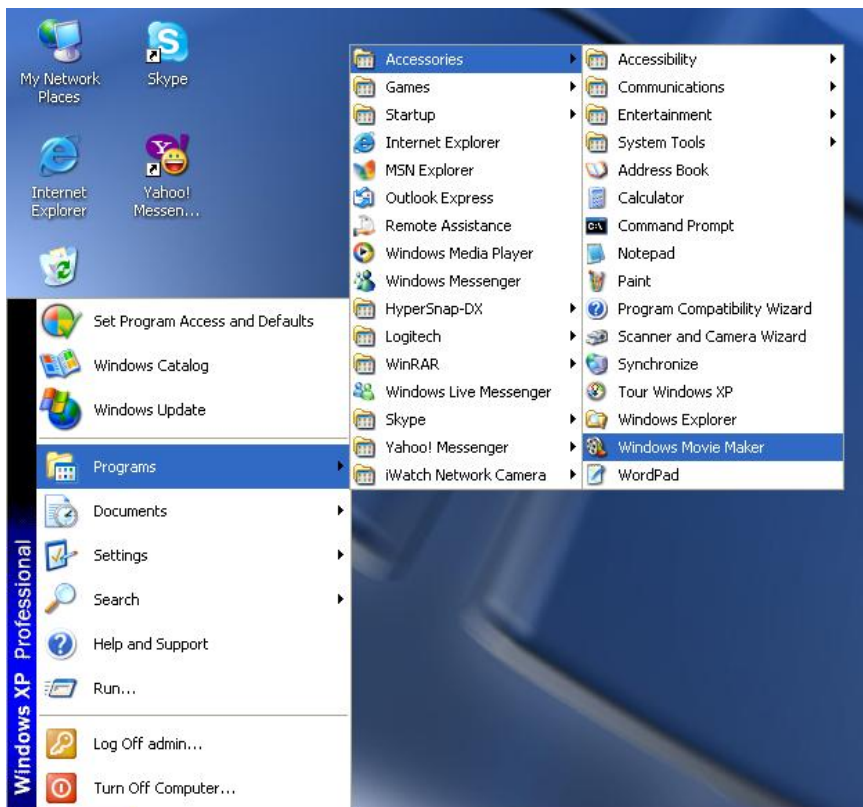 My Network
Places
Skype
Internet
Explorer
Yahoo!
Messen...
Set Program Access and Defaults
Windows Catalog
Windows Update
Programs
Documents
Settings
Search
Help and Support
Run...
Log Off admin...
Turn Off Computer...
Windows XP Professional
Accessories
Games
Startup
Internet Explorer
MSN Explorer
Outlook Express
Remote Assistance
Windows Media Player
Windows Messenger
HyperSnap-DX
Logitech
WinRAR
Windows Live Messenger
Skype
Yahoo! Messenger
iWatch Network Camera
Accessibility
Communications
Entertainment
System Tools
Address Book
Calculator
Command Prompt
Notepad
Paint
Program Compatibility Wizard
Scanner and Camera Wizard
Synchronize
Tour Windows XP
Windows Explorer
Windows Movie Maker
WordPad